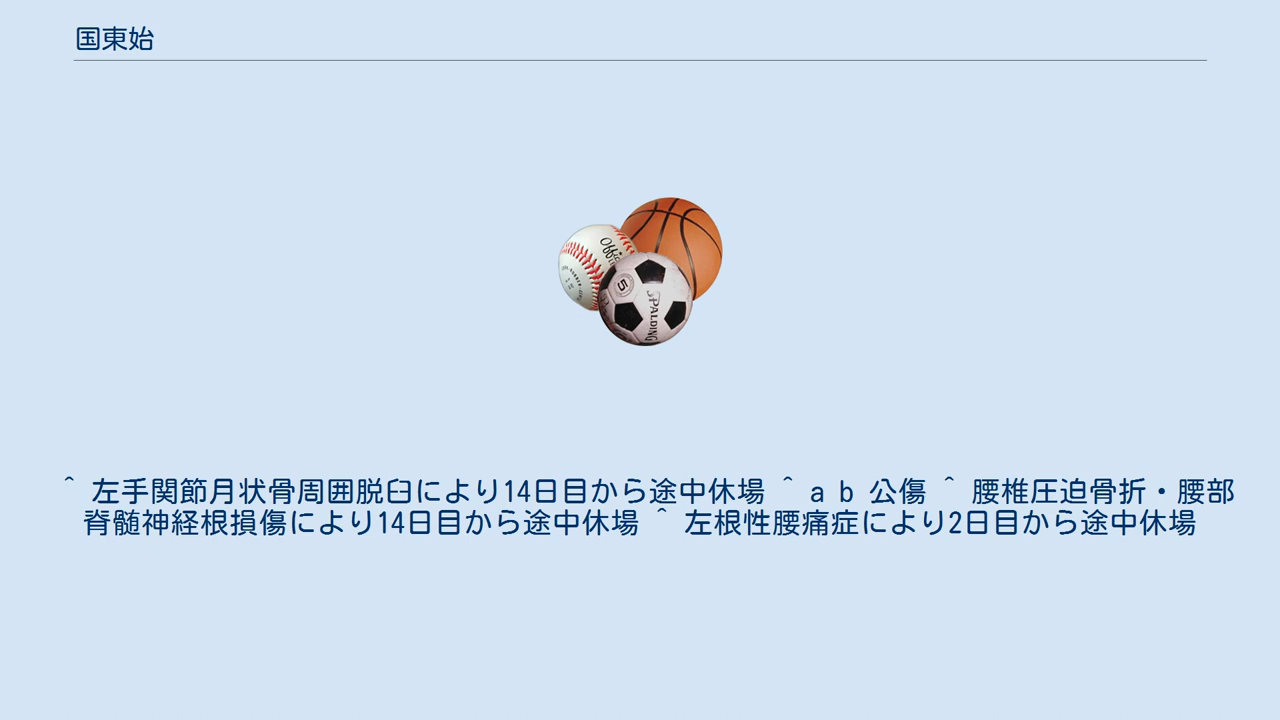 国東始
^ 左手関節月状骨周囲脱臼により14日目から途中休場 ^ a b 公傷 ^ 腰椎圧迫骨折・腰部
脊髄神経根損傷により14日目から途中休場 ^ 左根性腰痛症により2日目から途中休場
Offic
5
SPALDING